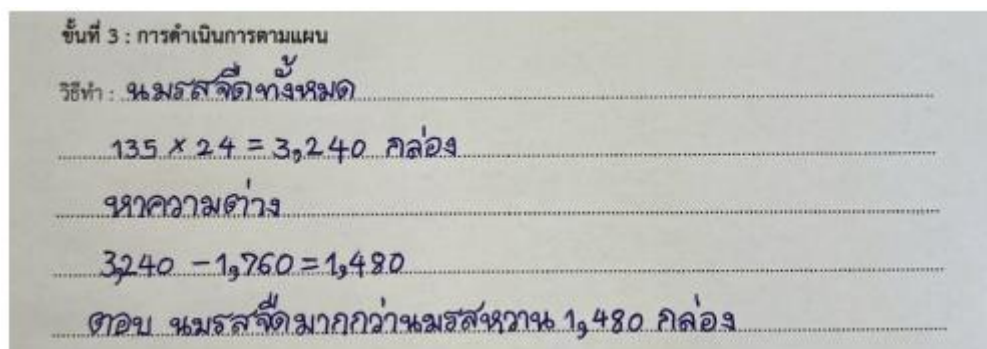 ขั้นที่ 3 : การดำเนินการตามแผน
วิธีทำ : นมรสจืดทั้งหมด
135 × 24 = 3,240 กล่อง
หาความต่าง
3,240 - 1,760 = 1,480
ตอบ นมรสจืดมากกว่านมรสหวาน 1,480 กล่อง